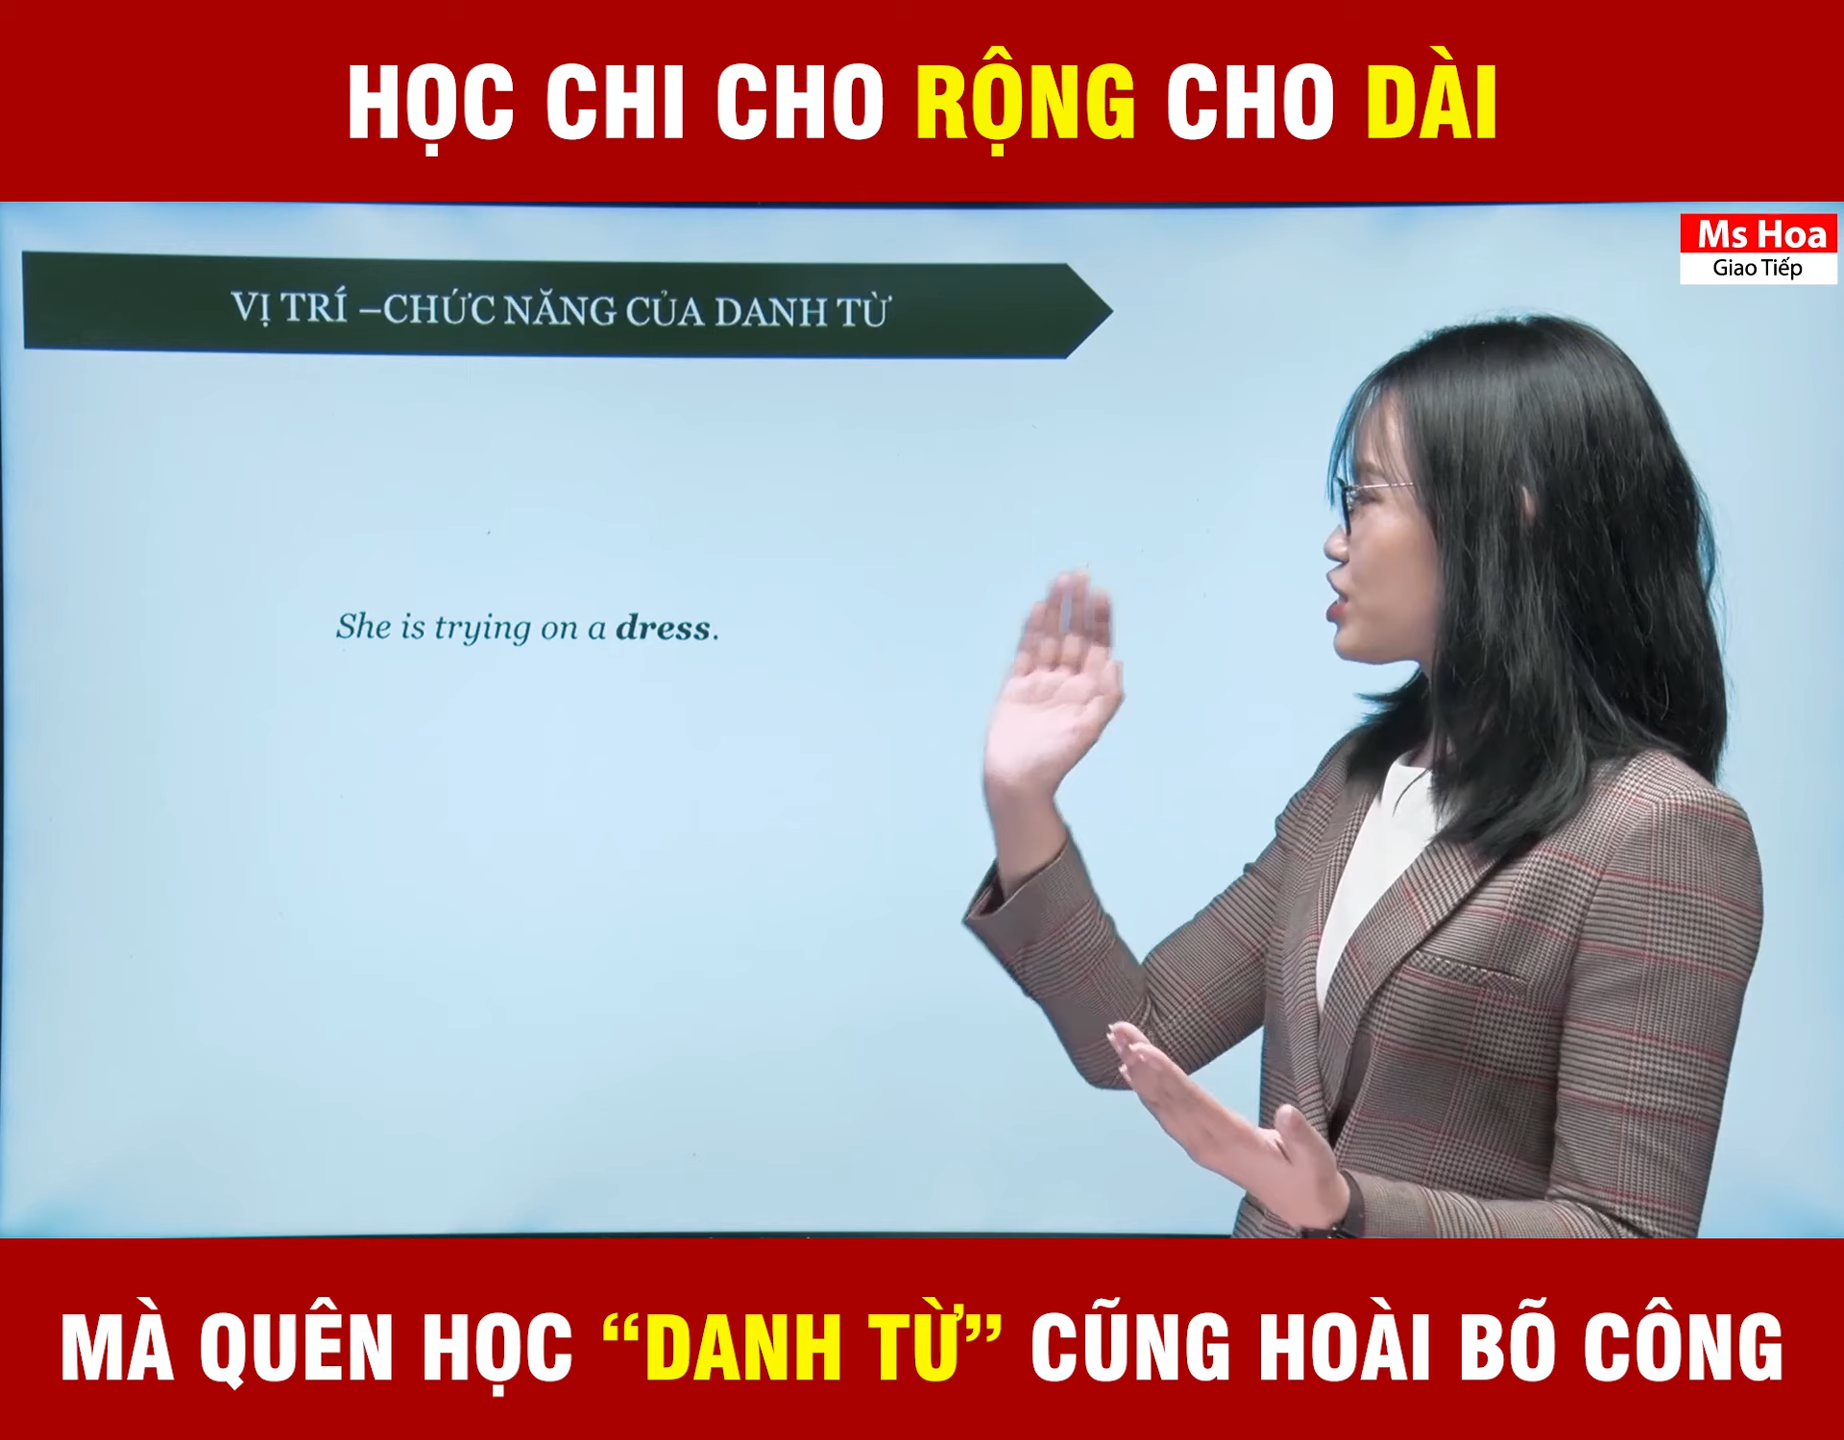 HỌC CHI CHO RỘNG CHO DÀI
Ms Hoa
Giao Tiếp
VỊ TRÍ –CHỨC NĂNG CỦA DANH TỪ
She is trying on a dress.
MÀ QUÊN HỌC “DANH TỪ” CŨNG HOÀI BÕ CÔNG